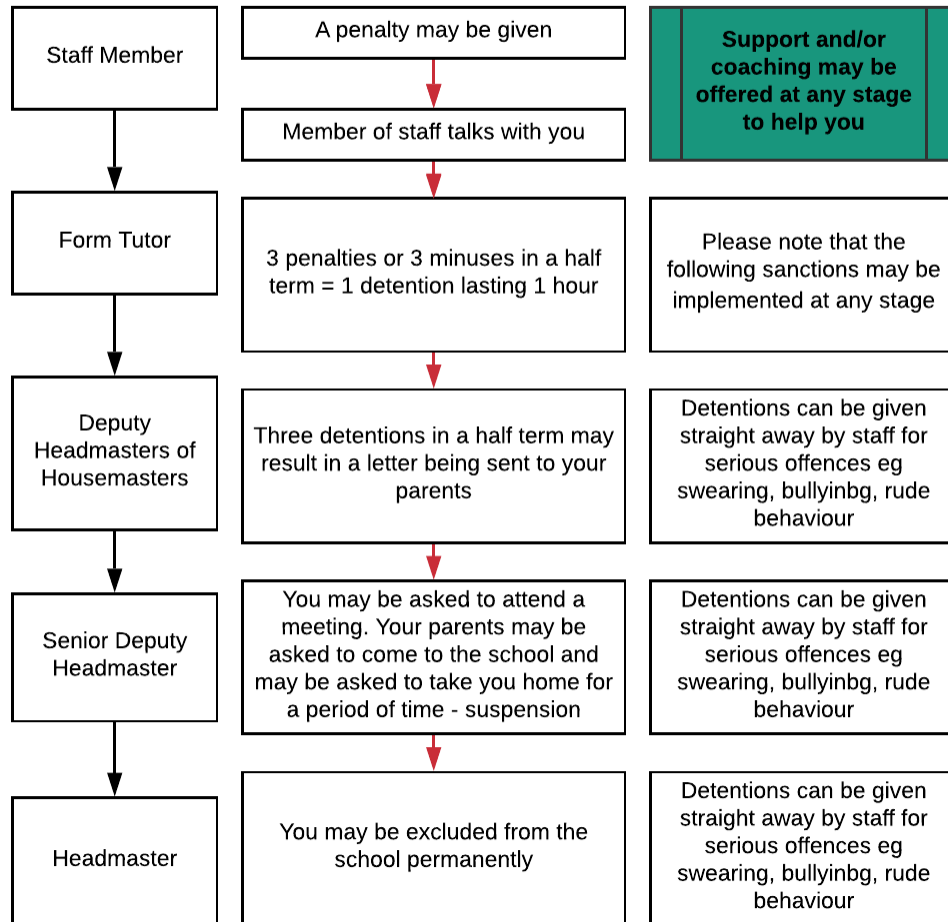 Staff Member
A penalty may be given
Support and/or
coaching may be
offered at any stage
to help you
Member of staff talks with you
Form Tutor
3 penalties or 3 minuses in a half
term = 1 detention lasting 1 hour
Please note that the
following sanctions may be
implemented at any stage
Deputy
Headmasters of
Housemasters
Three detentions in a half term may
result in a letter being sent to your
parents
Detentions can be given
straight away by staff for
serious offences eg
swearing, bullyinbg, rude
behaviour
Senior Deputy
Headmaster
You may be asked to attend a
meeting. Your parents may be
asked to come to the school and
may be asked to take you home for
a period of time - suspension
Detentions can be given
straight away by staff for
serious offences eg
swearing, bullyinbg, rude
behaviour
Headmaster
You may be excluded from the
school permanently
Detentions can be given
straight away by staff for
serious offences eg
swearing, bullyinbg, rude
behaviour